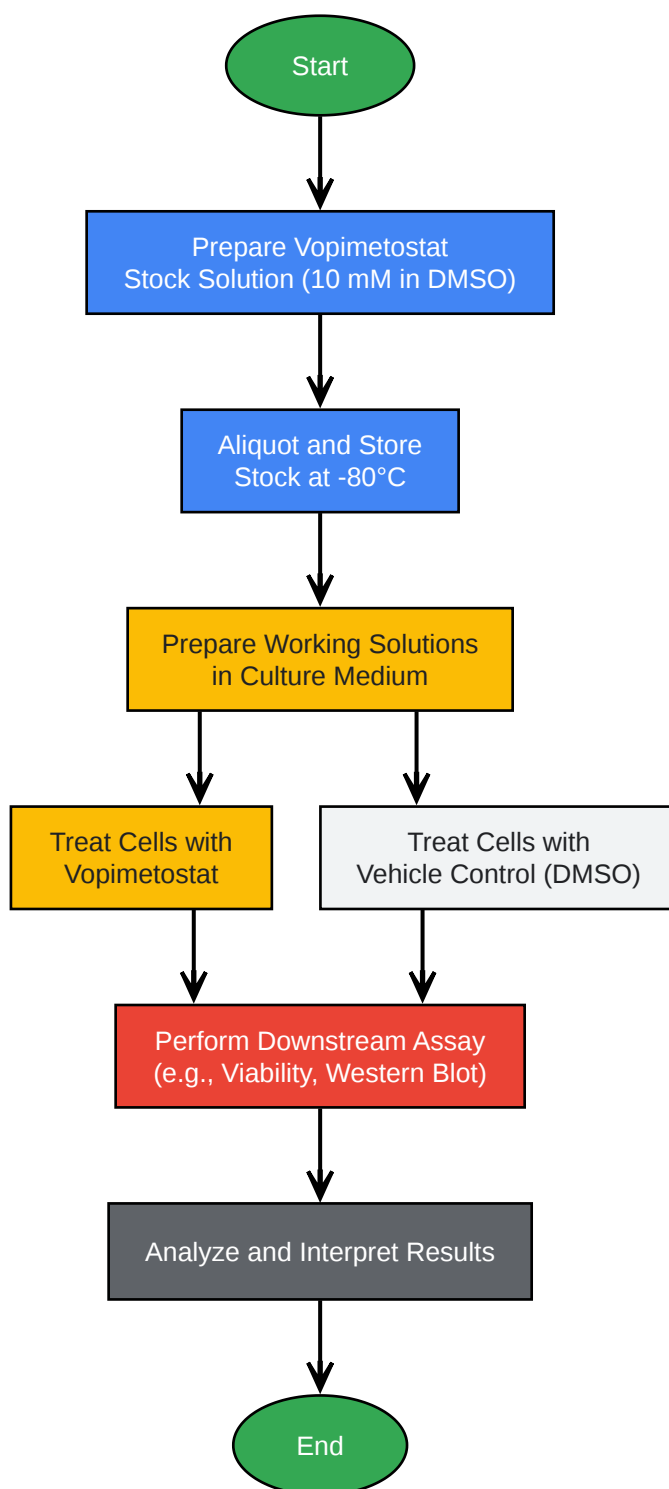 Start
Prepare Vopimetostat
Stock Solution (10 mM in DMSO)
Aliquot and Store
Stock at -80°C
Prepare Working Solutions
in Culture Medium
Treat Cells with
Vopimetostat
Treat Cells with
Vehicle Control (DMSO)
Perform Downstream Assay
(e.g., Viability, Western Blot)
Analyze and Interpret Results
End